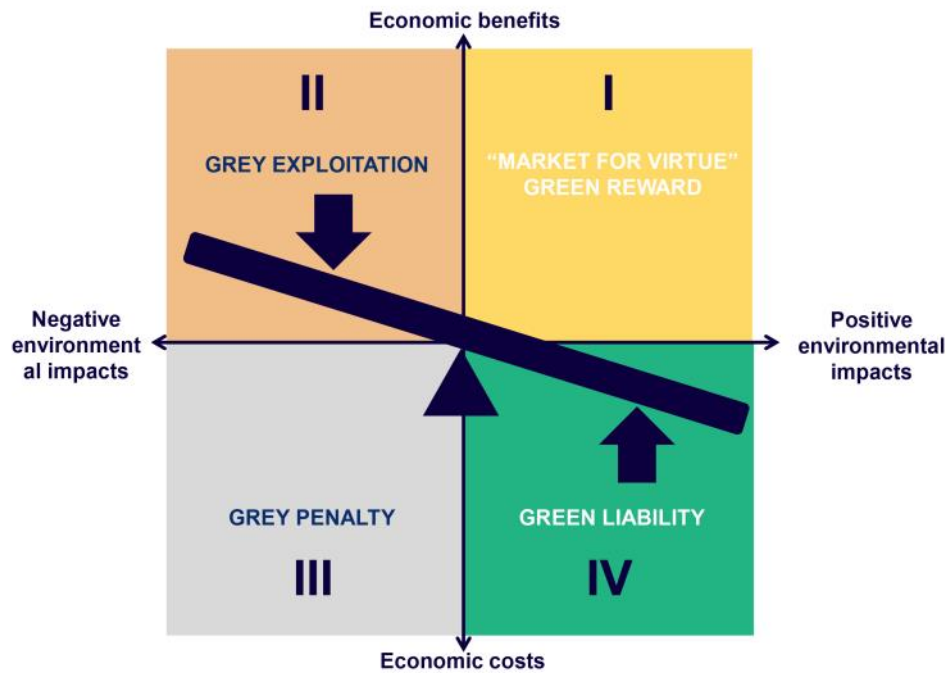 Economic benefits
II
I
GREY EXPLOITATION
“MARKET FOR VIRTUE”
GREEN REWARD
Negative
environment
al impacts
Positive
environmental
impacts
GREY PENALTY
GREEN LIABILITY
III
IV
Economic costs